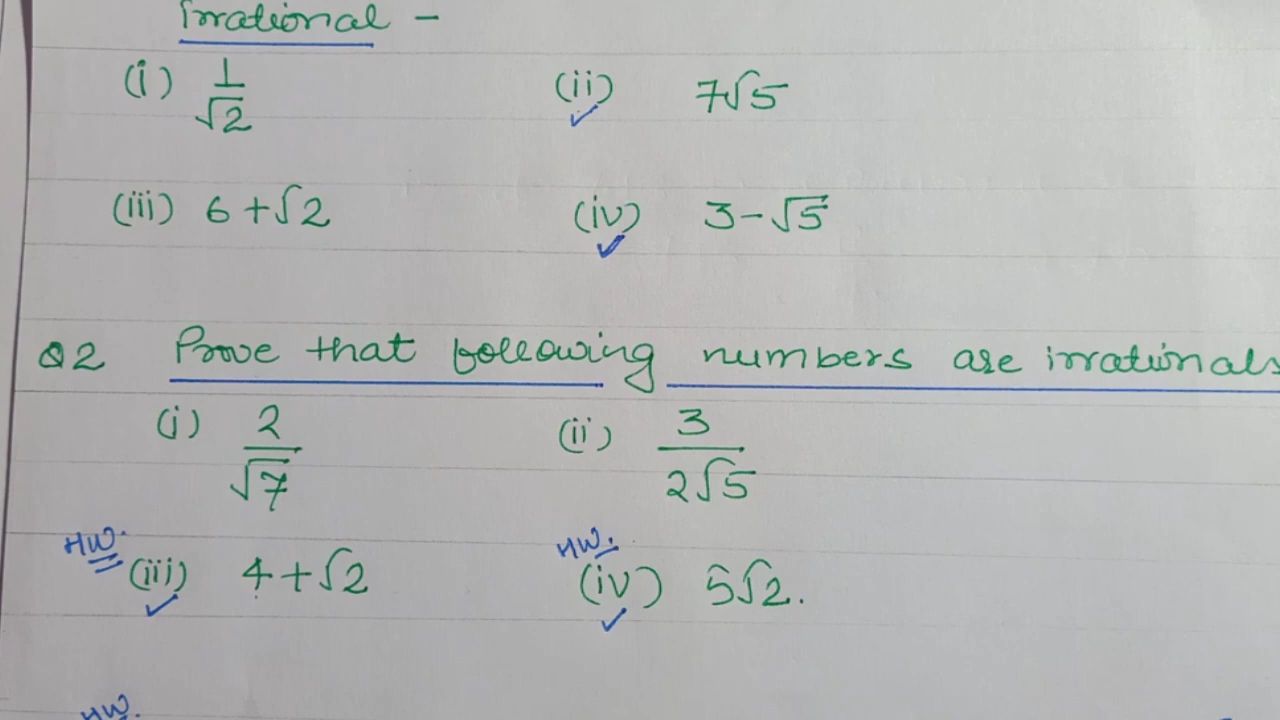 Irrational -
(i) 1/√2 (ii) 7√5
(iii) 6+√2 (iv) 3-√5
Q2 Prove that following numbers are irrationals
(i) 2/√7 (ii) 3/2√5
HW. HW.
(iii) 4+√2 (iv) 5√2.
HW.